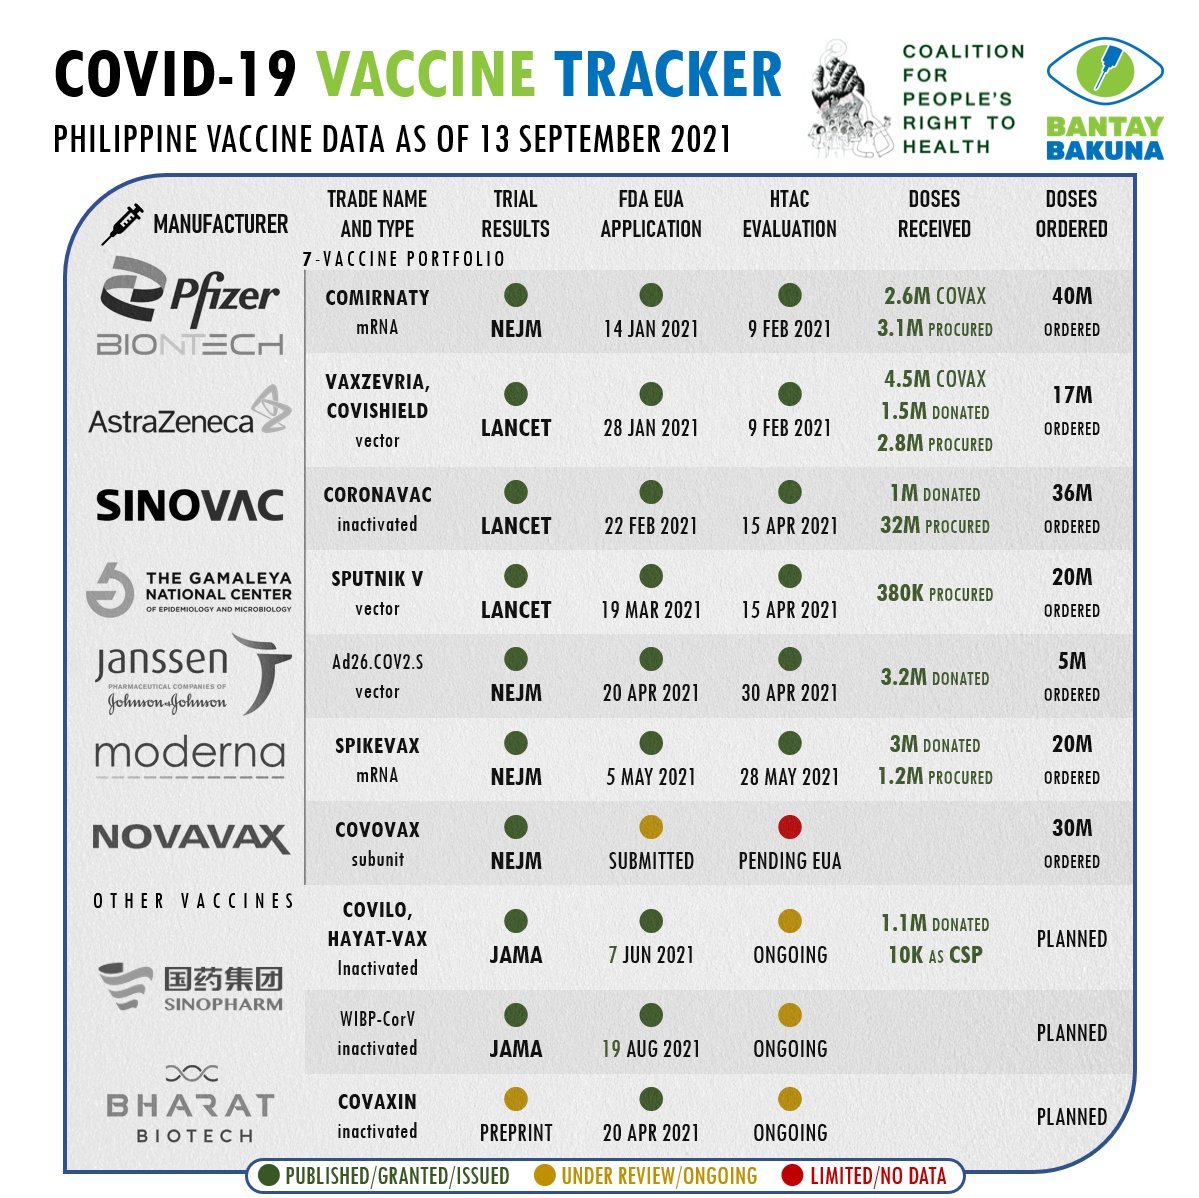 COVID-19 VACCINE TRACKER
PHILIPPINE VACCINE DATA AS OF 13 SEPTEMBER 2021
COALITION
FOR
PEOPLE'S
RIGHT TO
HEALTH
BANTAY
BAKUNA
MANUFACTURER
TRADE NAME
AND TYPE
TRIAL
RESULTS
FDA EUA
APPLICATION
HTAC
EVALUATION
DOSES
RECEIVED
DOSES
ORDERED
7-VACCINE PORTFOLIO
Pfizer
BIONTECH
COMIRNATY
mRNA
NEJM
14 JAN 2021
9 FEB 2021
2.6M COVAX
3.1M PROCURED
40M
ORDERED
AstraZeneca
VAXZEVRIA,
COVISHIELD
vector
LANCET
28 JAN 2021
9 FEB 2021
4.5M COVAX
1.5M DONATED
2.8M PROCURED
17M
ORDERED
SINOVAC
CORONAVAC
inactivated
LANCET
22 FEB 2021
15 APR 2021
1M DONATED
32M PROCURED
36M
ORDERED
THE GAMALEYA
NATIONAL CENTER
OF EPIDEMIOLOGY AND MICROBIOLOGY
SPUTNIK V
vector
LANCET
19 MAR 2021
15 APR 2021
380K PROCURED
20M
ORDERED
Janssen
PHARMACEUTICAL COMPANIES OF
Johnson & Johnson
Ad26.COV2.S
vector
NEJM
20 APR 2021
30 APR 2021
3.2M DONATED
5M
ORDERED
moderna
SPIKEVAX
mRNA
NEJM
5 MAY 2021
28 MAY 2021
3M DONATED
1.2M PROCURED
20M
ORDERED
NOVAVAX
COVOVAX
subunit
NEJM
SUBMITTED
PENDING EUA
30M
ORDERED
OTHER VACCINES
国药集团
SINOPHARM
COVILO,
HAYAT-VAX
Inactivated
JAMA
7 JUN 2021
ONGOING
1.1M DONATED
10K AS CSP
PLANNED
WIBP-CorV
inactivated
JAMA
19 AUG 2021
ONGOING
PLANNED
BHARAT
BIOTECH
COVAXIN
inactivated
PREPRINT
20 APR 2021
ONGOING
PLANNED
PUBLISHED/GRANTED/ISSUED
UNDER REVIEW/ONGOING
LIMITED/NO DATA